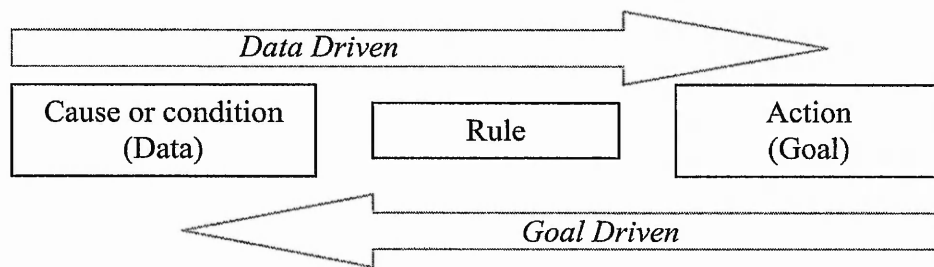 Data Driven
Cause or condition
(Data)
Rule
Action
(Goal)
Goal Driven